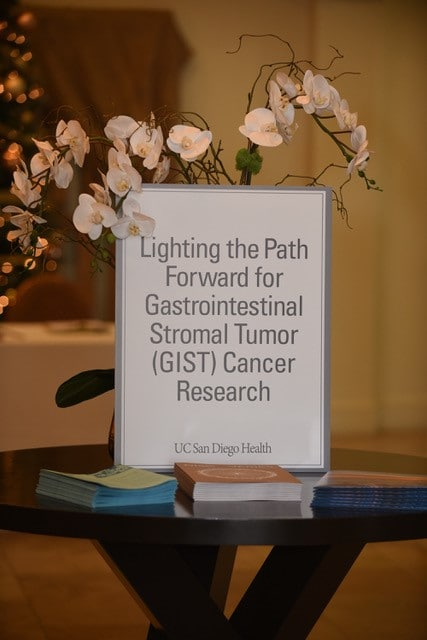 Lighting the Path
Forward for
Gastrointestinal
Stromal Tumor
(GIST) Cancer
Research
UC San Diego Health